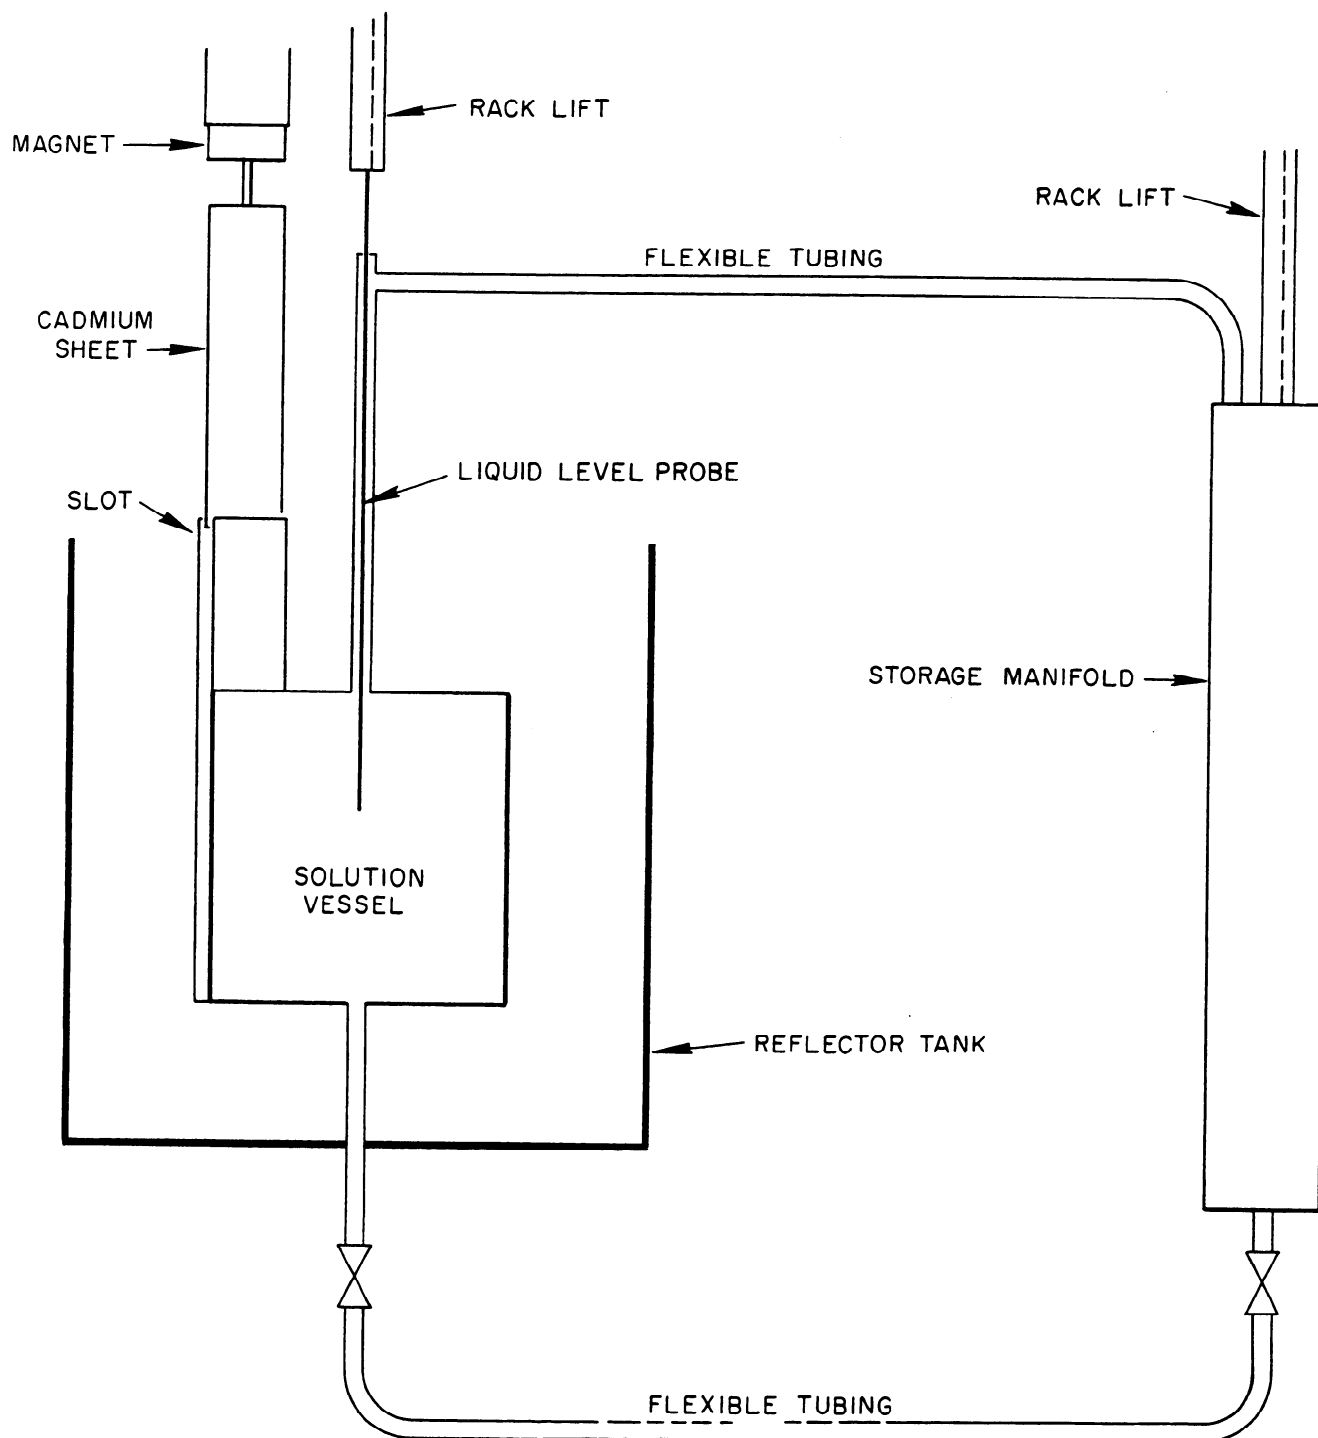 RACK LIFT
MAGNET
RACK LIFT
FLEXIBLE TUBING
CADMIUM
SHEET
LIQUID LEVEL PROBE
SLOT
STORAGE MANIFOLD
SOLUTION
VESSEL
REFLECTOR TANK
FLEXIBLE TUBING